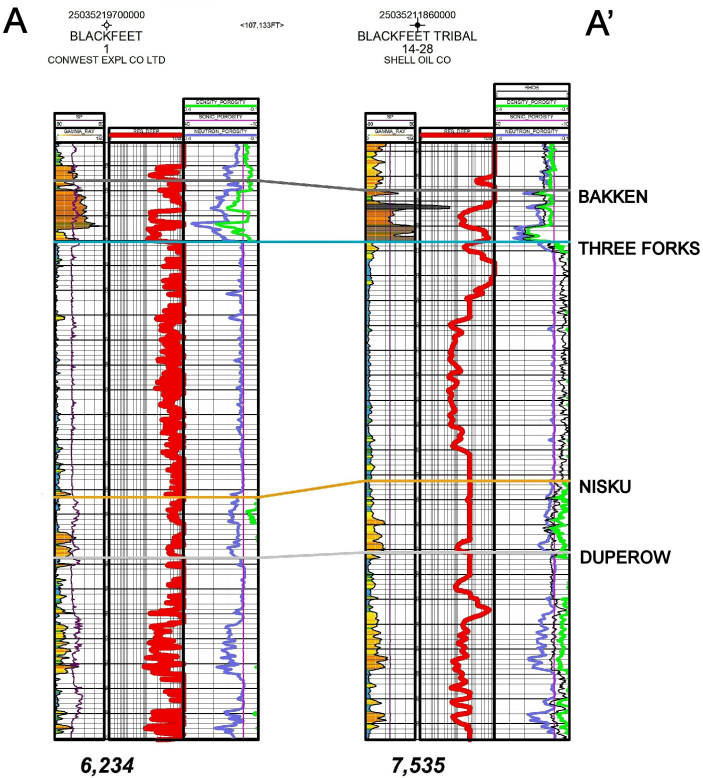 A
25035219700000
BLACKFEET
1
CONWEST EXPL CO LTD
<107,133FT>
25035211860000
BLACKFEET TRIBAL
14-28
SHELL OIL CO
A'
DENSITY_POROSITY
SP
SONIC_POROSITY
GAMMA_RAY
RES_DEEP
NEUTRON_POROSITY
RHOB
DENSITY_POROSITY
SP
SONIC_POROSITY
GAMMA_RAY
RES_DEEP
NEUTRON_POROSITY
BAKKEN
THREE FORKS
NISKU
DUPEROW
6,234
7,535